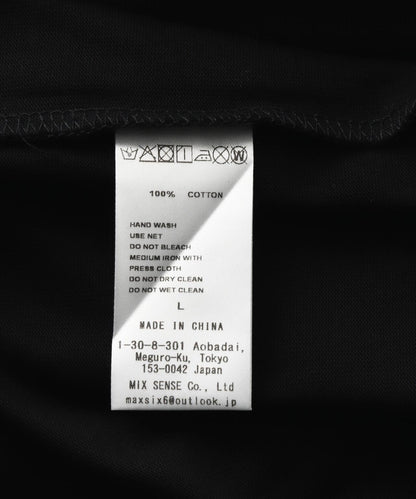 100% COTTON
HAND WASH
USE NET
DO NOT BLEACH
MEDIUM IRON WITH
PRESS CLOTH
DO NOT DRY CLEAN
DO NOT WET CLEAN
L
MADE IN CHINA
1-30-8-301 Aobadai,
Meguro-Ku, Tokyo
153-0042 Japan
MIX SENSE Co., Ltd
maxsix6@outlook.jp